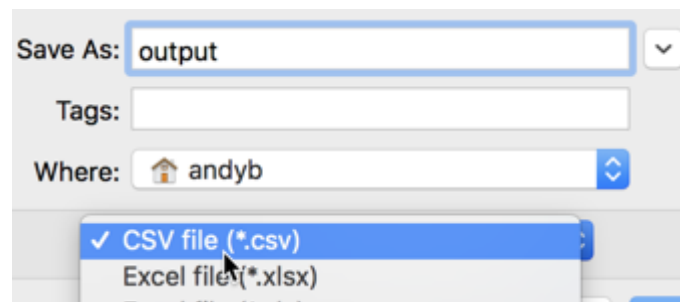 Save As: output
Tags:
Where: andyb
CSV file (*.csv)
Excel file (*.xlsx)